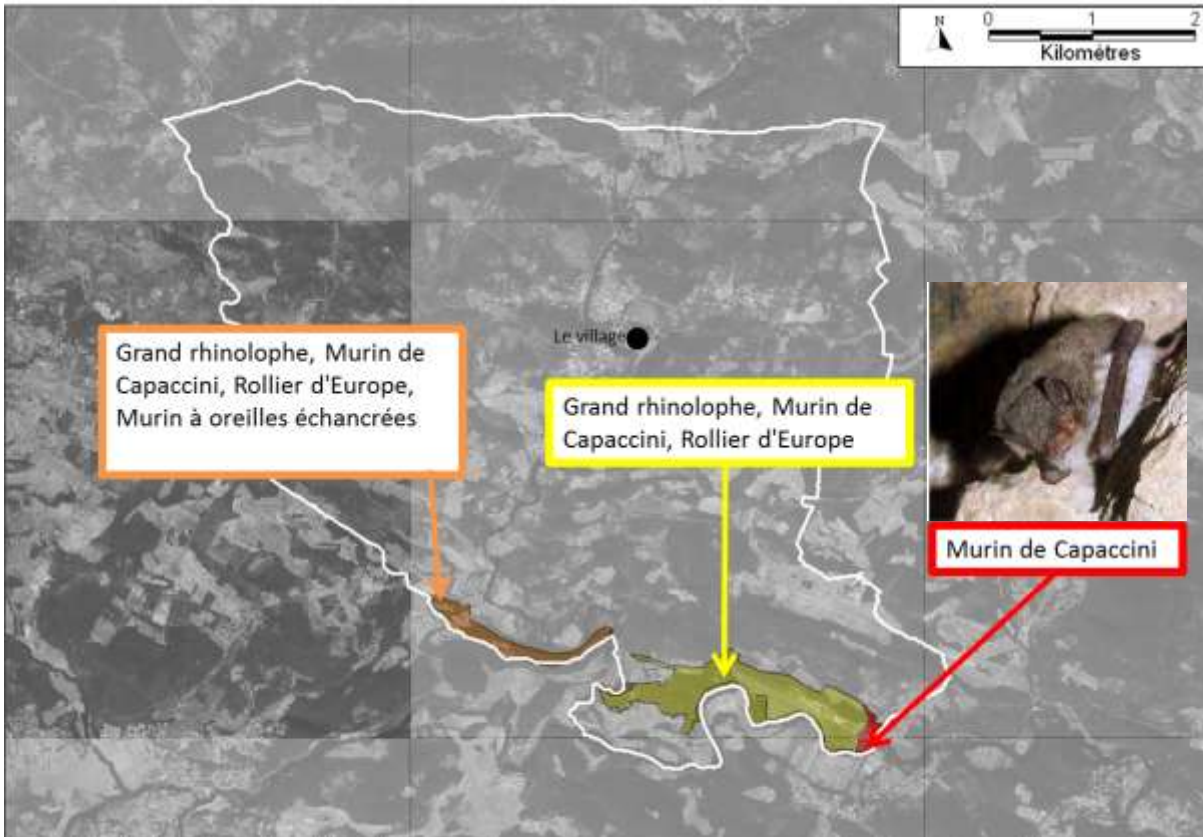 N
0 1 2
Kilomètres
Le village
Grand rhinolophe, Murin de
Capaccini, Rollier d'Europe,
Murin à oreilles échancrées
Grand rhinolophe, Murin de
Capaccini, Rollier d'Europe
Murin de Capaccini